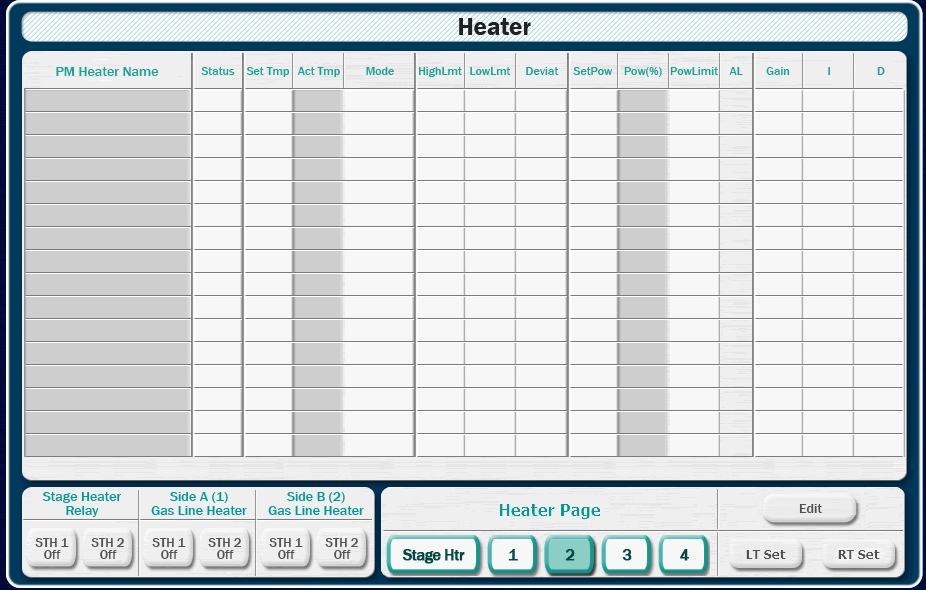 Heater
PM Heater Name Status Set Tmp Act Tmp Mode HighLmt LowLmt Deviat SetPow Pow(%) PowLimit AL Gain I D
Stage Heater
Relay
STH 1
Off
STH 2
Off
Side A (1)
Gas Line Heater
STH 1
Off
STH 2
Off
Side B (2)
Gas Line Heater
STH 1
Off
STH 2
Off
Heater Page
Stage Htr 1 2 3 4
Edit
LT Set RT Set